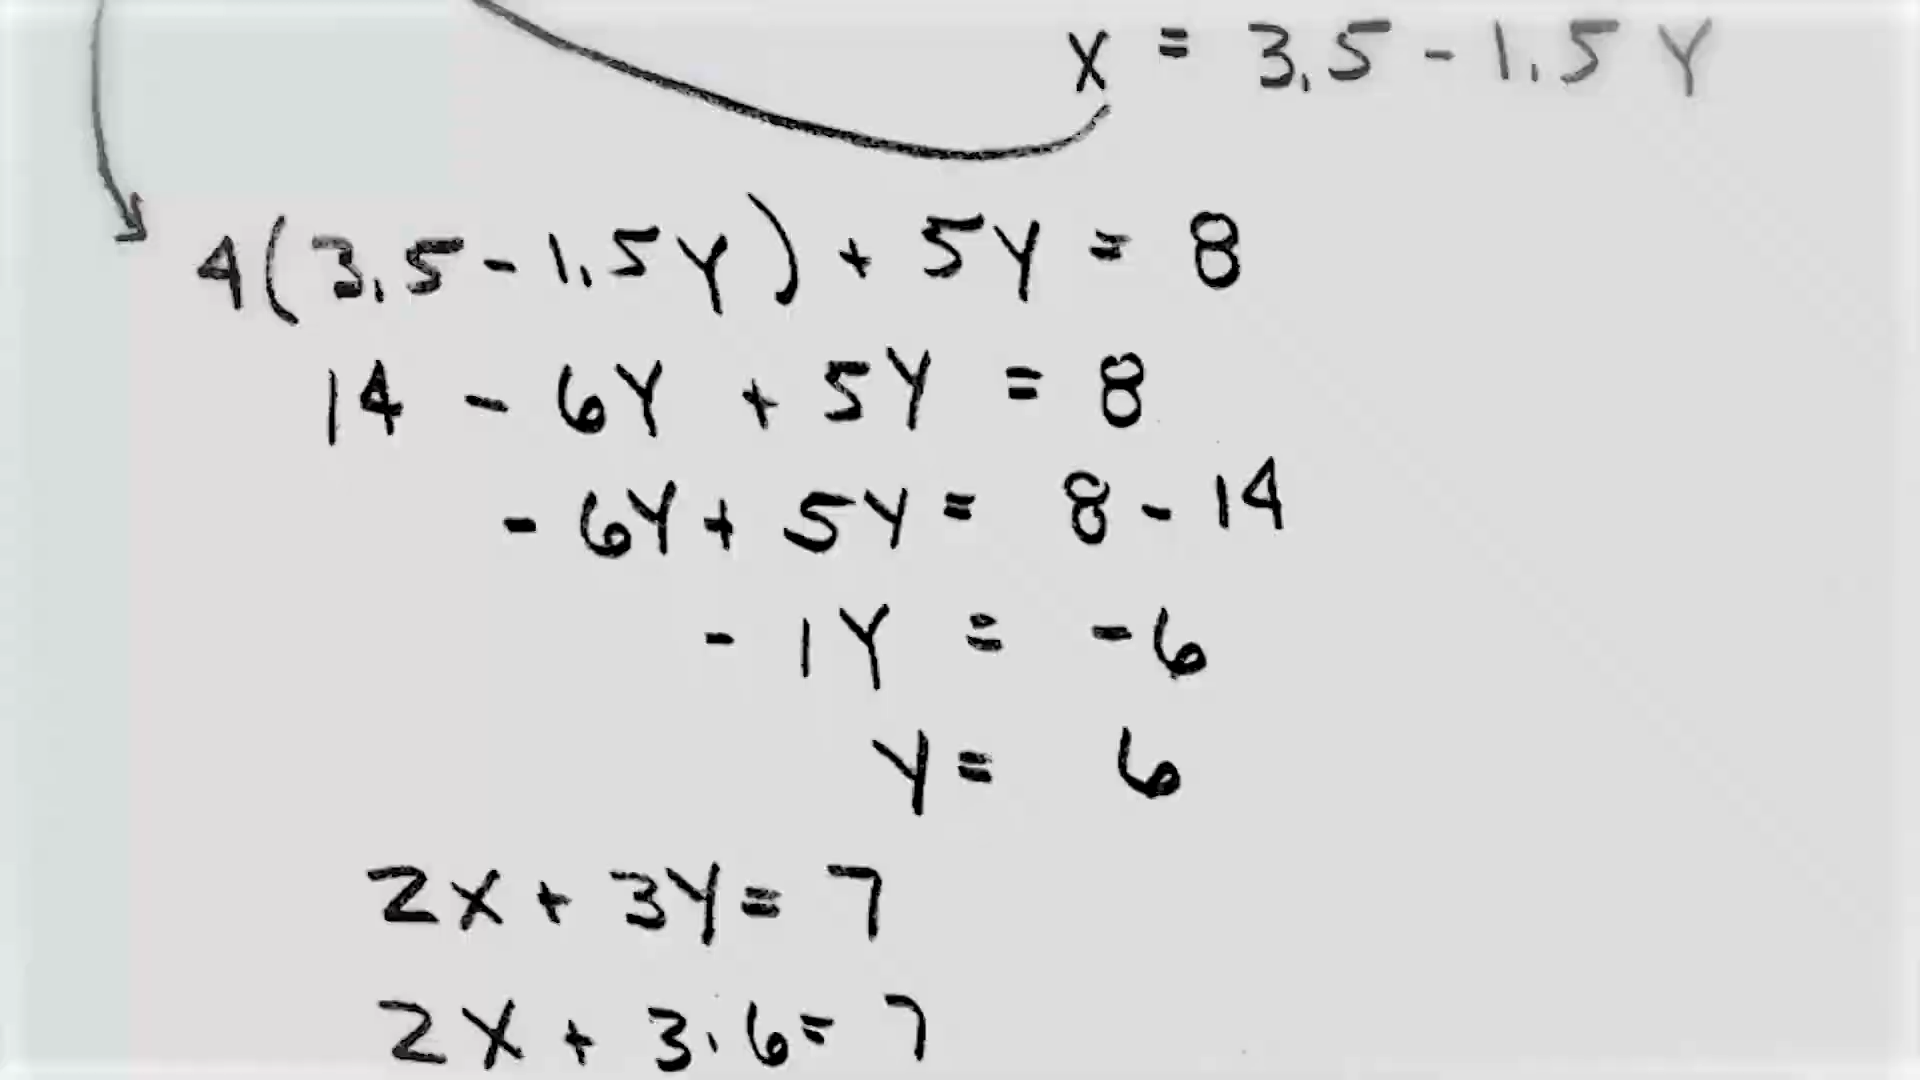 X = 3.5 - 1.5Y
4(3.5 - 1.5Y) + 5Y = 8
14 - 6Y + 5Y = 8
- 6Y + 5Y = 8 - 14
- 1Y = -6
Y = 6
2X + 3Y = 7
2X + 3·6 = 7